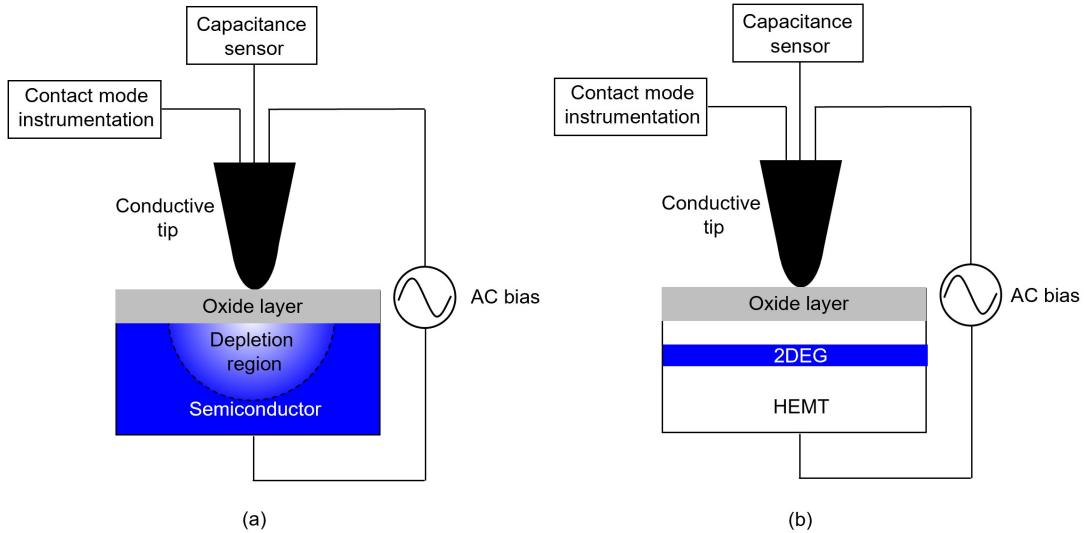 Capacitance
sensor
Contact mode
instrumentation
Conductive
tip
AC bias
Oxide layer
Depletion
region
Semiconductor
(a)
Capacitance
sensor
Contact mode
instrumentation
Conductive
tip
AC bias
Oxide layer
2DEG
HEMT
(b)